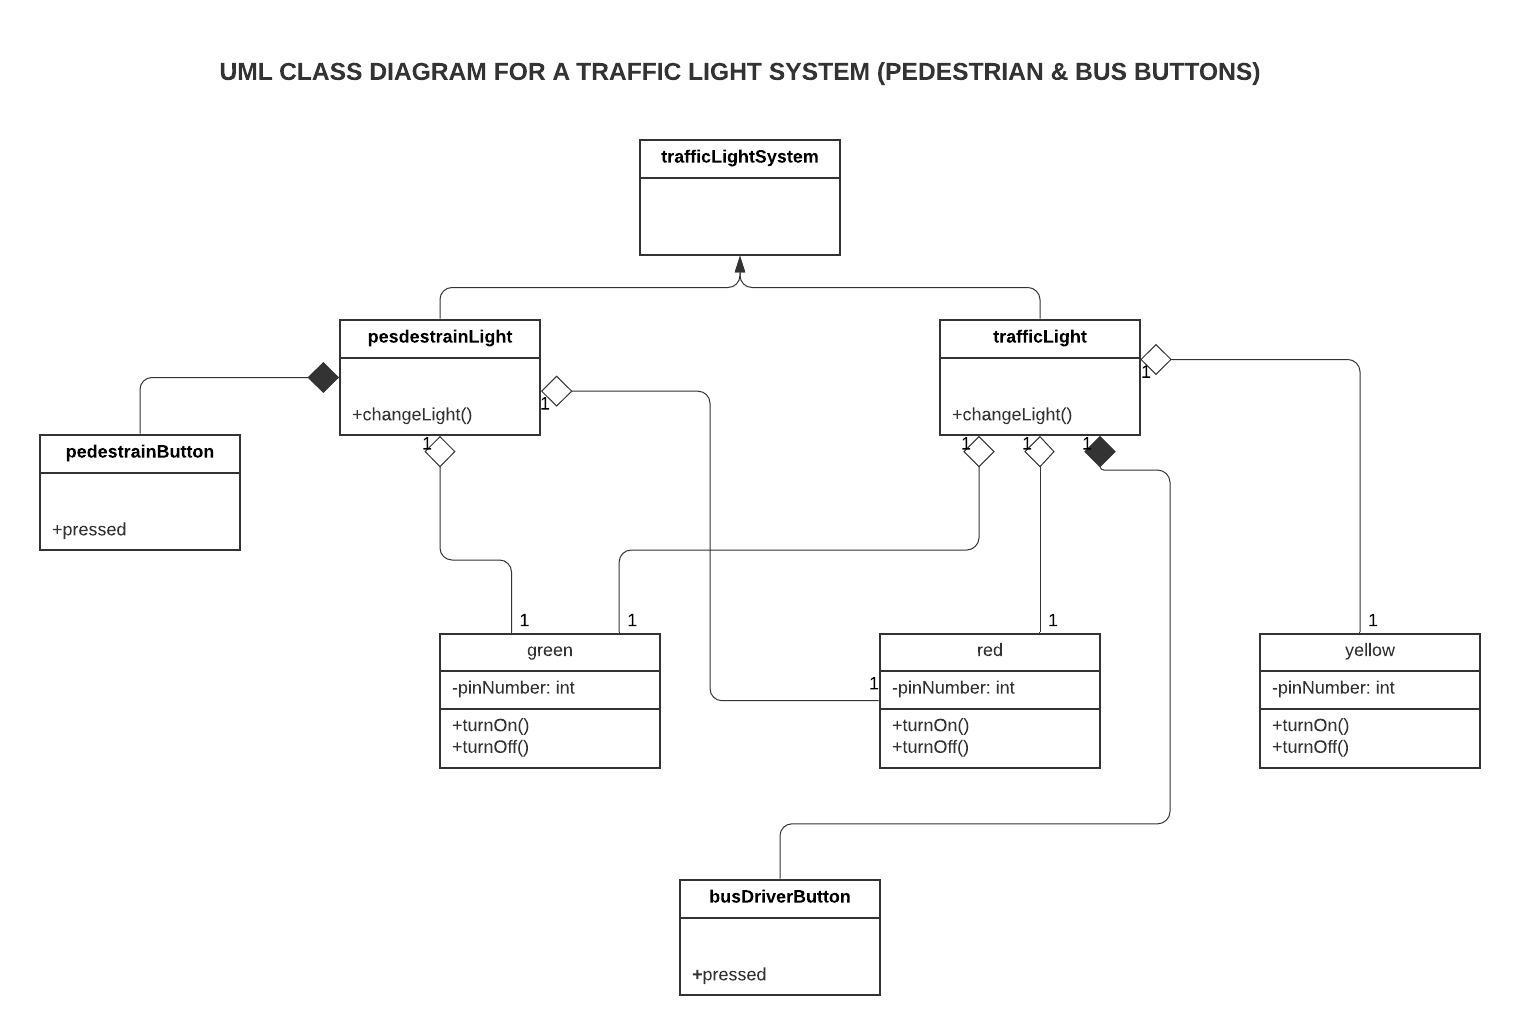 UML CLASS DIAGRAM FOR A TRAFFIC LIGHT SYSTEM (PEDESTRIAN & BUS BUTTONS)
trafficLightSystem
pesdestrainLight
+changeLight()
1
1
trafficLight
+changeLight()
1
1
1
1
pedestrainButton
+pressed
1
green
-pinNumber: int
+turnOn()
+turnOff()
1
1
red
-pinNumber: int
+turnOn()
+turnOff()
1
1
yellow
-pinNumber: int
+turnOn()
+turnOff()
busDriverButton
+pressed